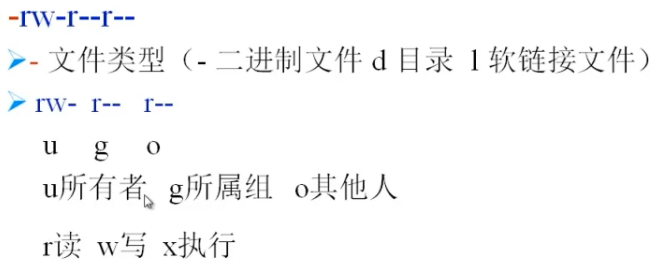 -rw-r--r--
- 文件类型（- 二进制文件 d 目录 l 软链接文件）
rw- r-- r--
u g o
u所有者 g所属组 o其他人
r读 w写 x执行